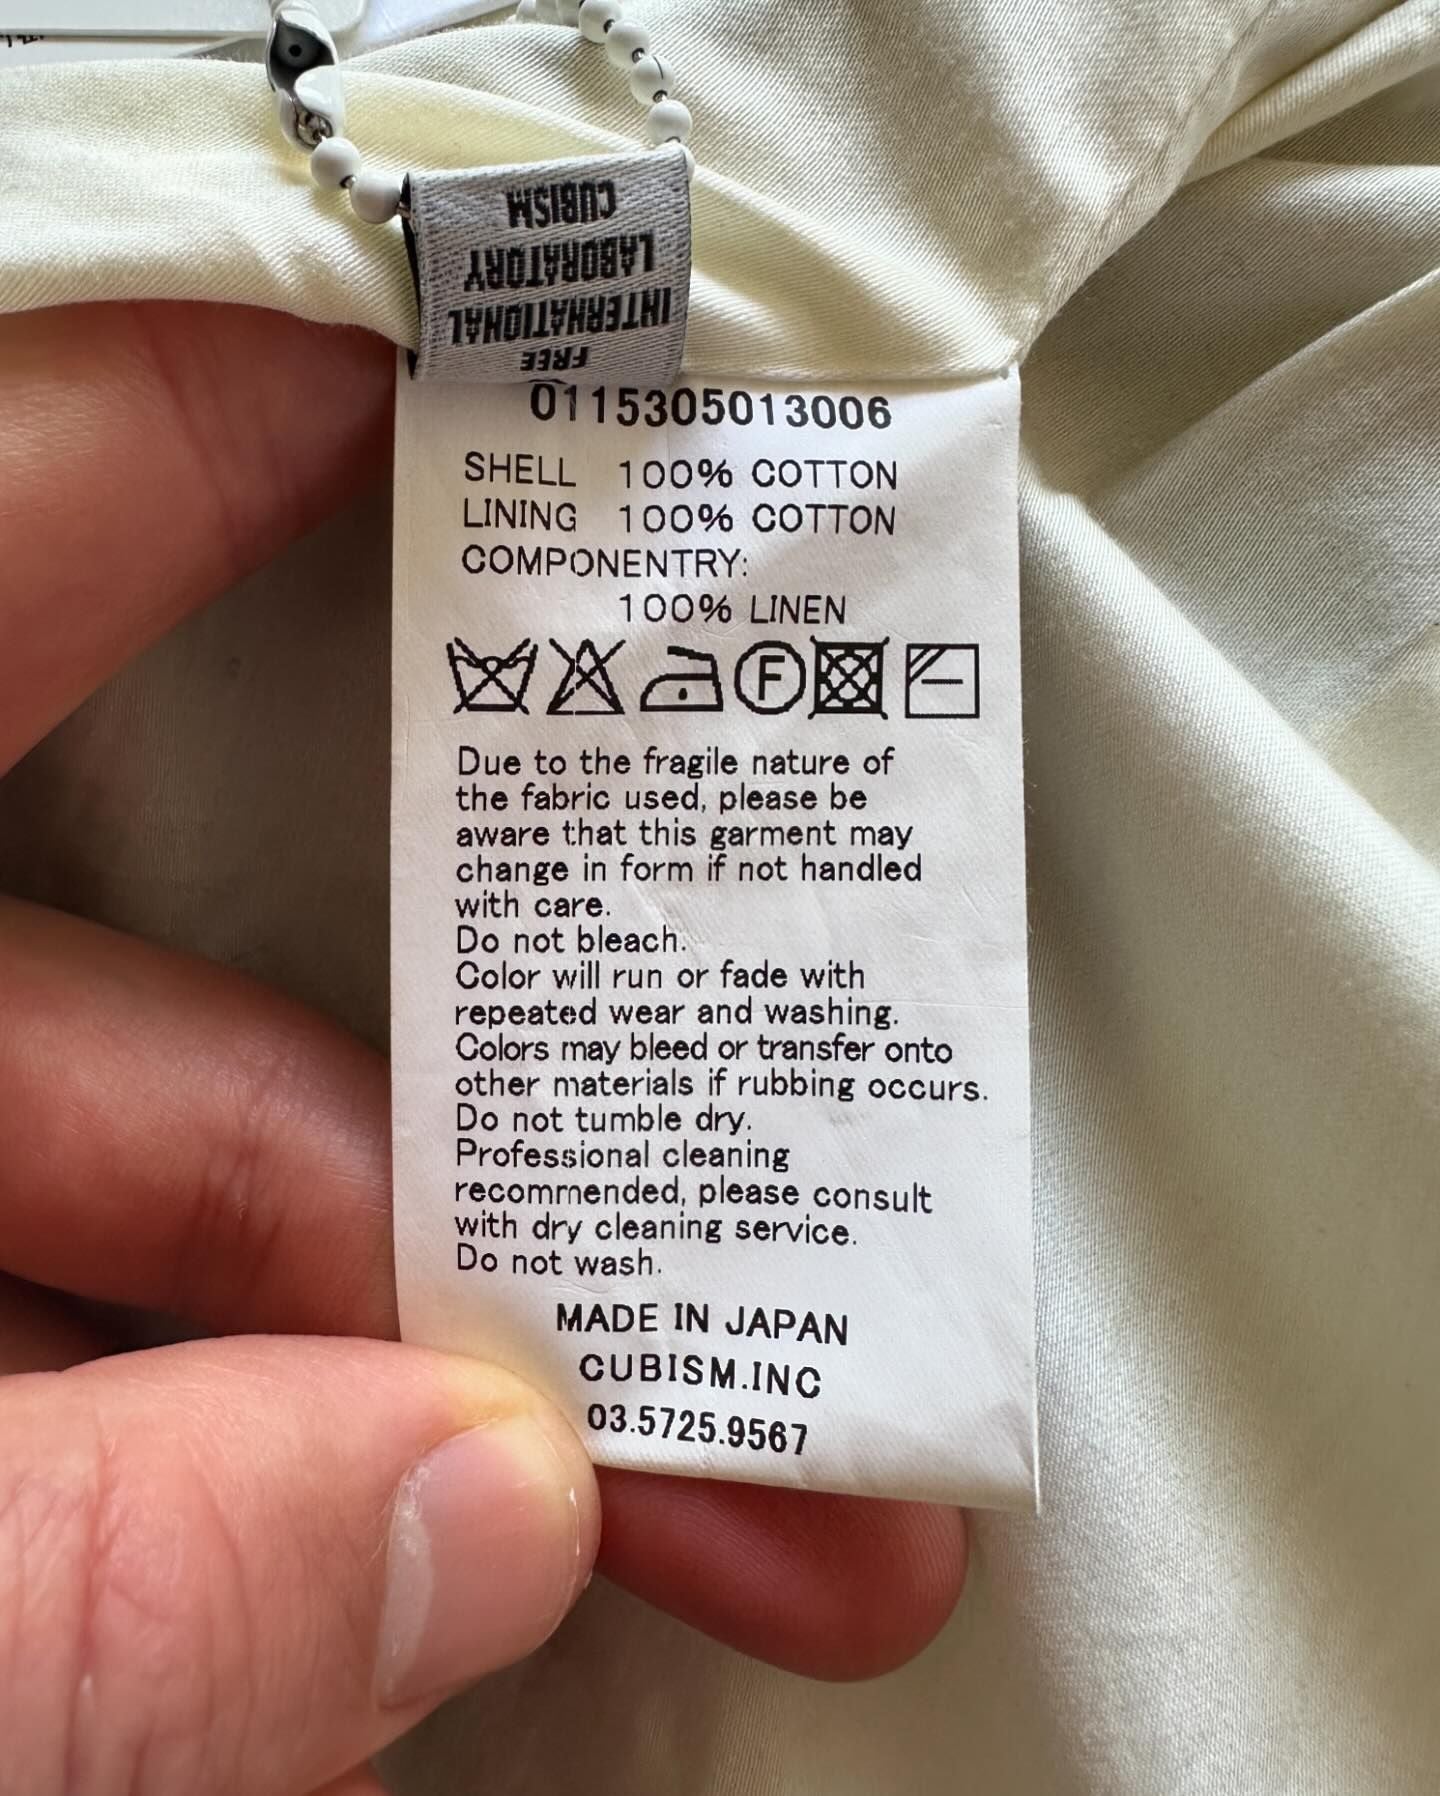 CUBISM
LABORATORY
INTERNATIONAL
FREE
0115305013006
SHELL 100% COTTON
LINING 100% COTTON
COMPONENTRY:
100% LINEN
F
Due to the fragile nature of
the fabric used, please be
aware that this garment may
change in form if not handled
with care.
Do not bleach.
Color will run or fade with
repeated wear and washing.
Colors may bleed or transfer onto
other materials if rubbing occurs.
Do not tumble dry.
Professional cleaning
recommended, please consult
with dry cleaning service.
Do not wash.
MADE IN JAPAN
CUBISM.INC
03.5725.9567